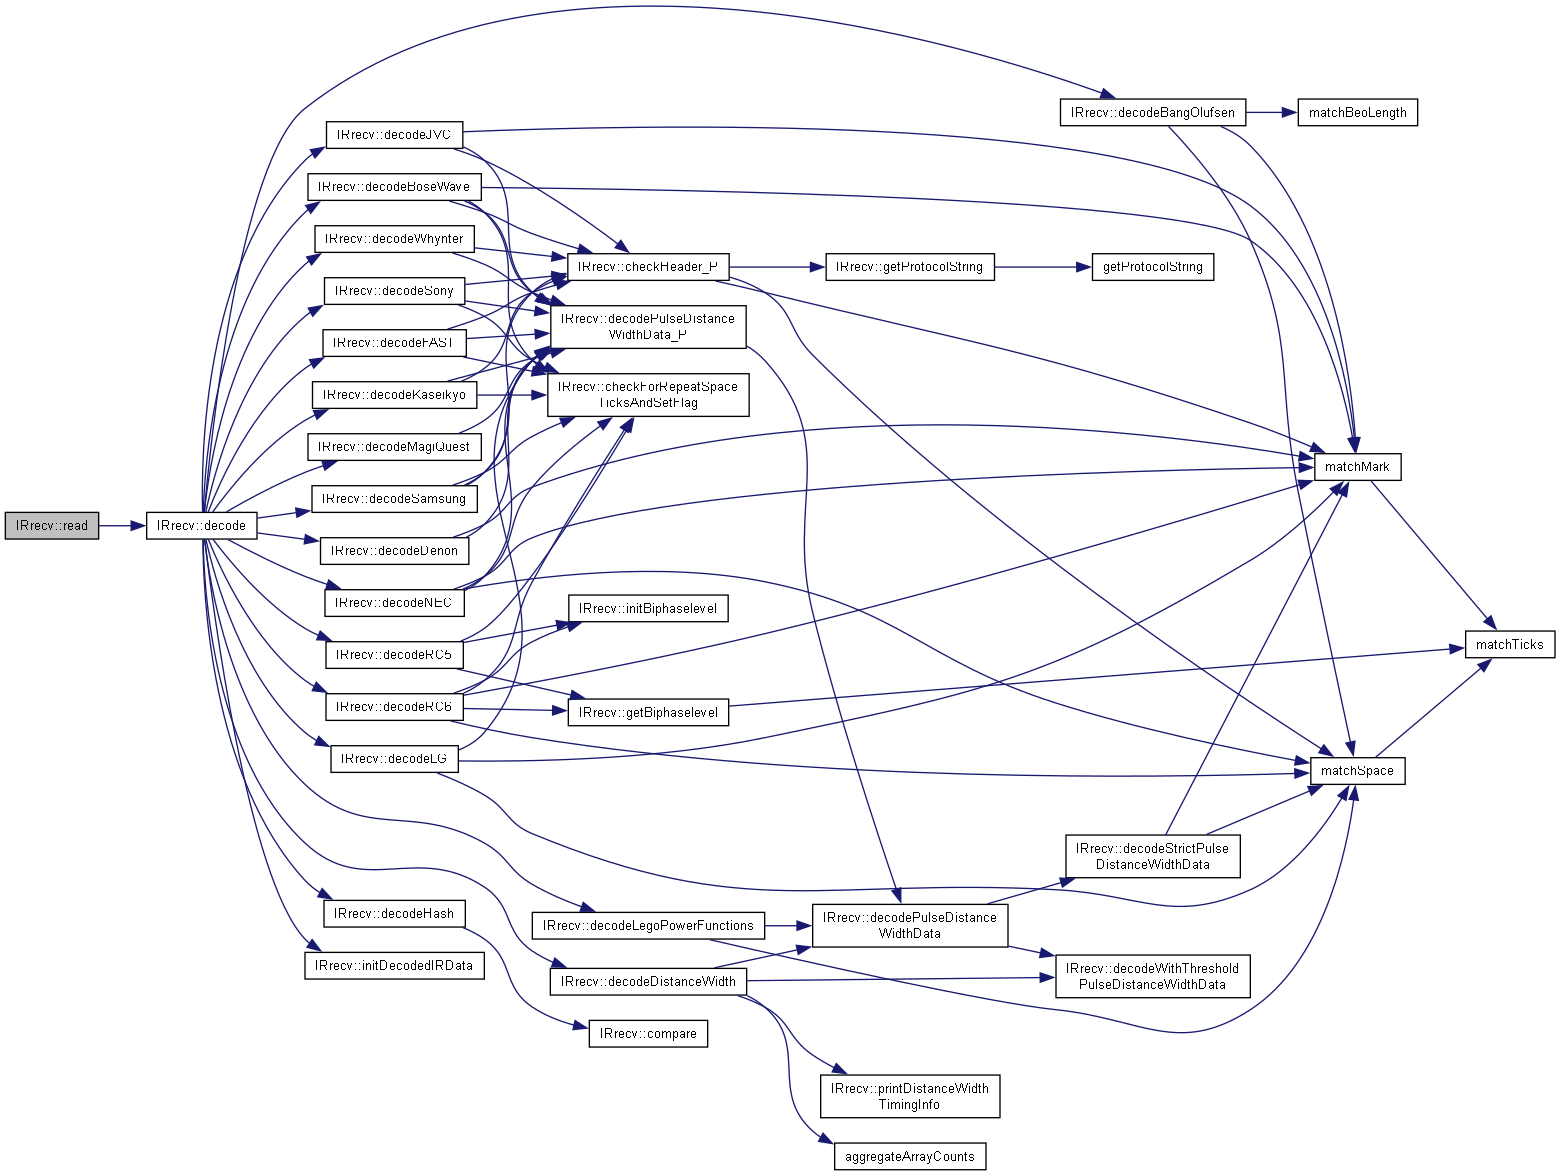 IRrecv::read
IRrecv::decode
IRrecv::decodeJVC
IRrecv::decodeBoseWave
IRrecv::decodeWhynter
IRrecv::decodeSony
IRrecv::decodeFAST
IRrecv::decodeKaseikyo
IRrecv::decodeMagiQuest
IRrecv::decodeSamsung
IRrecv::decodeDenon
IRrecv::decodeNEC
IRrecv::decodeRC5
IRrecv::decodeRC6
IRrecv::decodeLG
IRrecv::decodeHash
IRrecv::initDecodedIRData
IRrecv::checkHeader_P
IRrecv::decodePulseDistance
WidthData_P
IRrecv::checkForRepeatSpace
TicksAndSetFlag
IRrecv::initBiphaselevel
IRrecv::getBiphaselevel
IRrecv::decodeLegoPowerFunctions
IRrecv::decodeDistanceWidth
IRrecv::compare
IRrecv::getProtocolString
IRrecv::decodePulseDistance
WidthData
IRrecv::printDistanceWidth
TimingInfo
aggregateArrayCounts
IRrecv::decodeBangOlufsen
getProtocolString
IRrecv::decodeStrictPulse
DistanceWidthData
IRrecv::decodeWithThreshold
PulseDistanceWidthData
matchBeoLength
matchMark
matchSpace
matchTicks